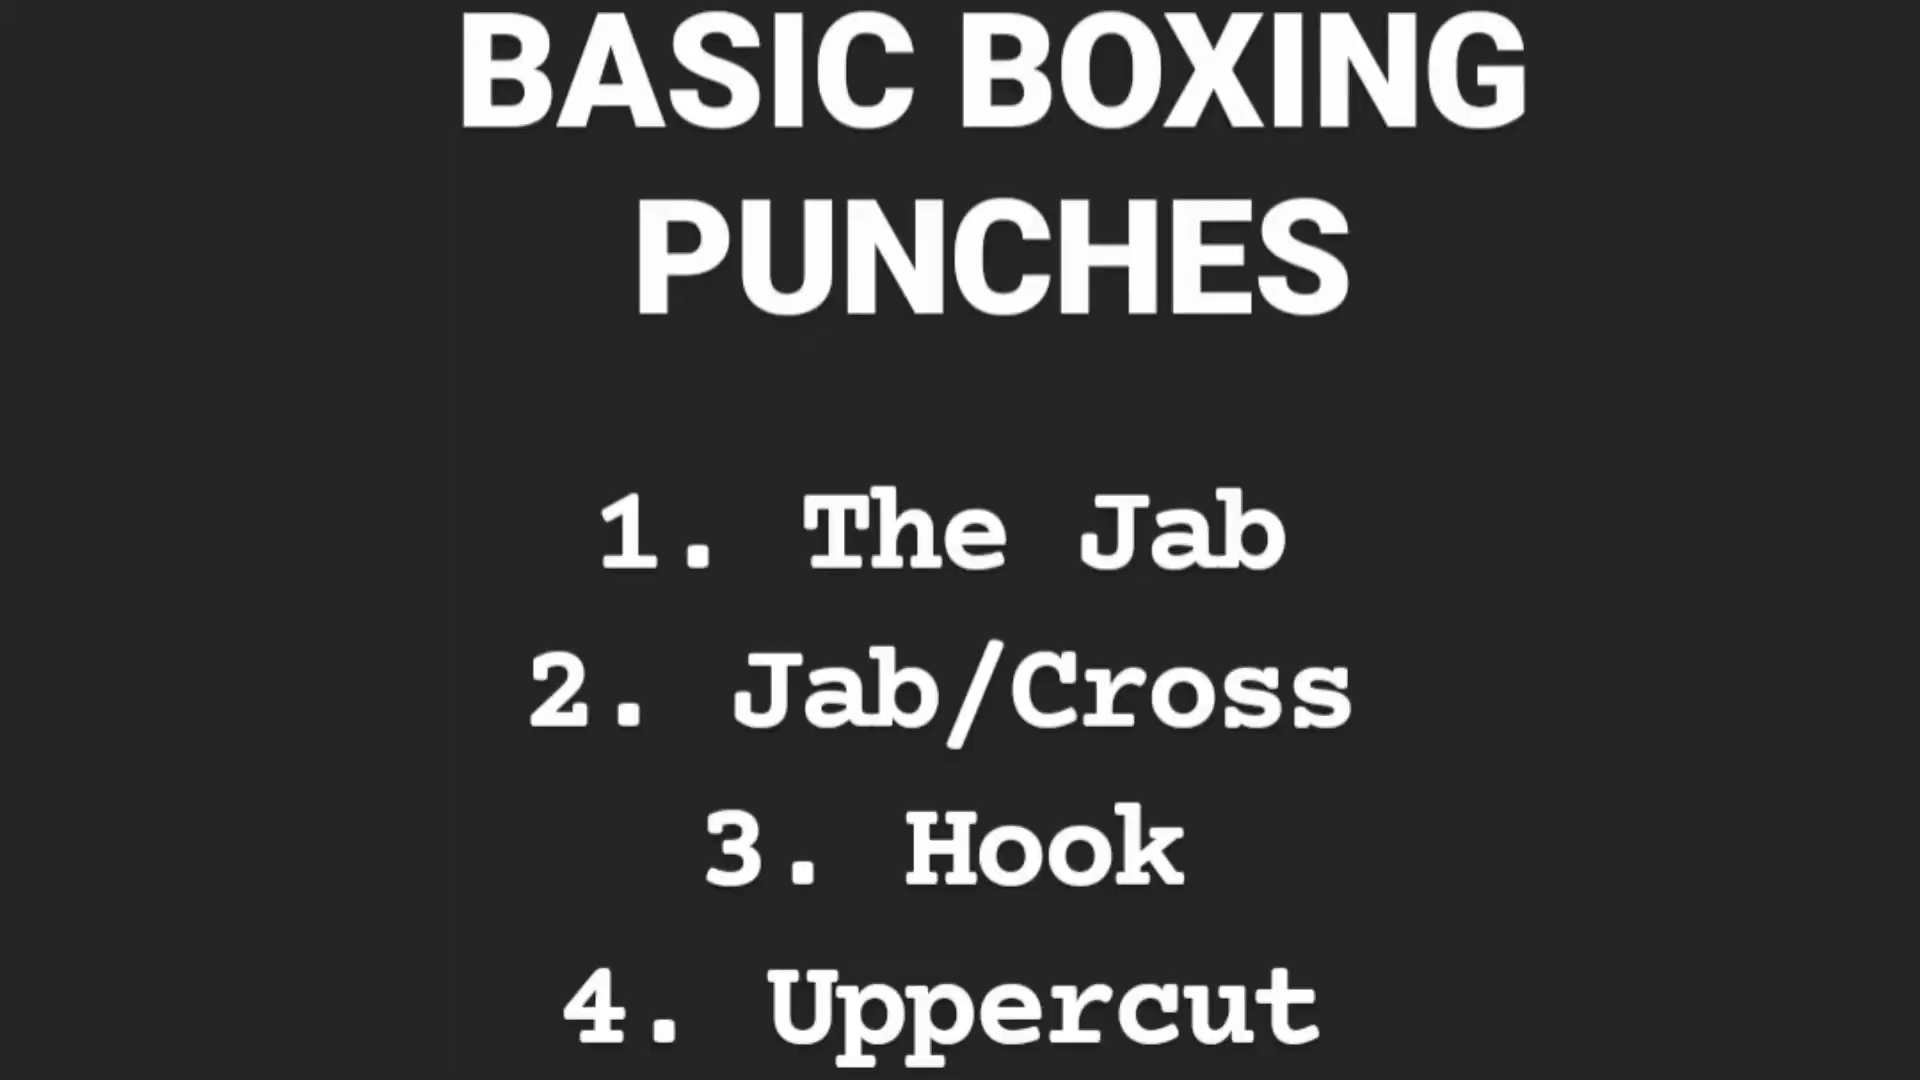 BASIC BOXING
PUNCHES
1. The Jab
2. Jab/Cross
3. Hook
4. Uppercut